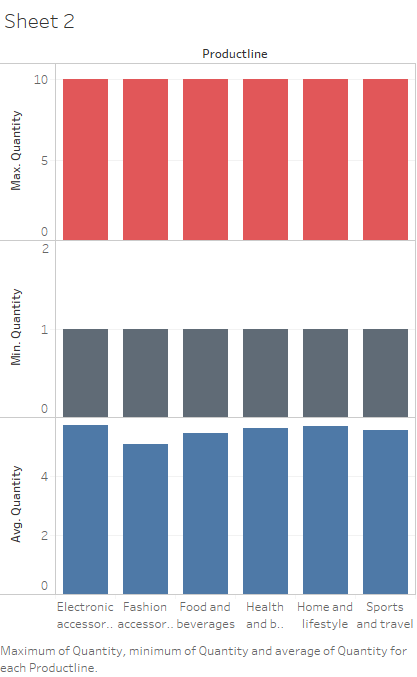 Sheet 2
Productline
Max. Quantity
10
5
0
Min. Quantity
2
1
0
Avg. Quantity
4
2
0
Electronic accessor..
Fashion accessor..
Food and beverages
Health and b..
Home and lifestyle
Sports and travel
Maximum of Quantity, minimum of Quantity and average of Quantity for
each Productline.